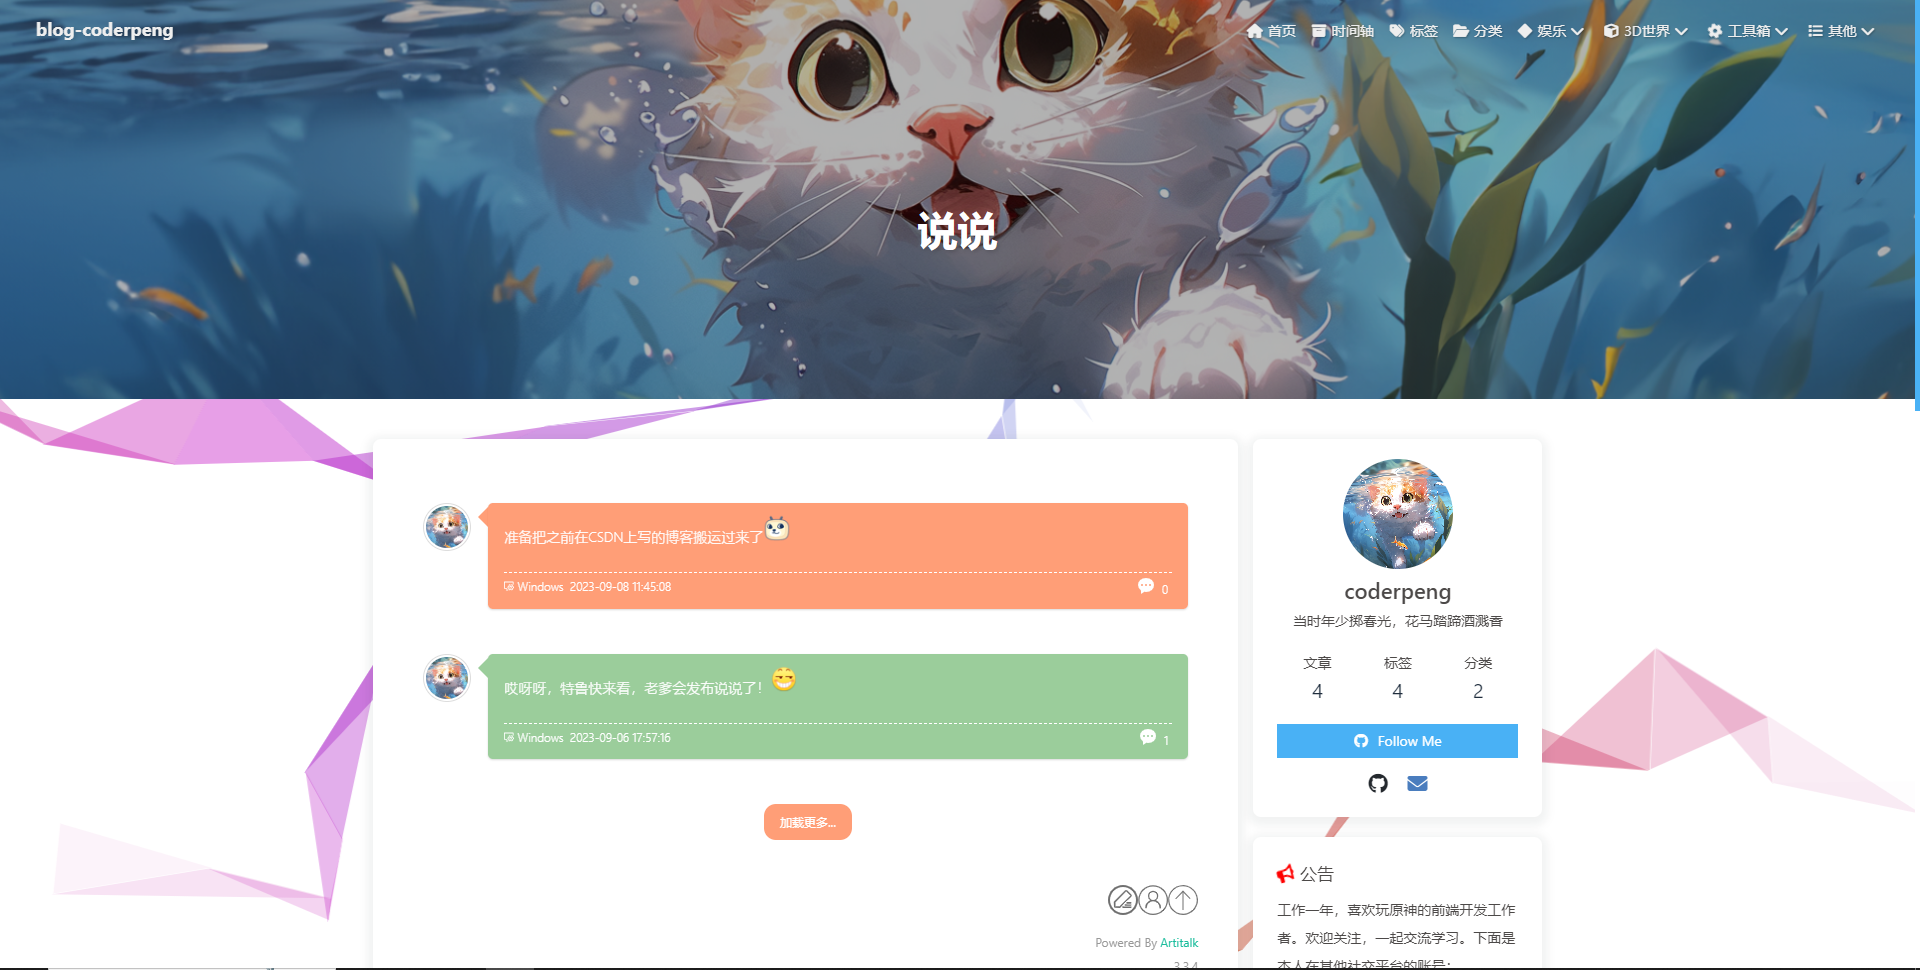 blog-coderpeng
首页 时间轴 标签 分类 娱乐 3D世界 工具箱 其他
说说
准备把之前在CSDN上写的博客搬运过来了
Windows 2023-09-08 11:45:08 0
哎呀呀，特鲁快来看，老爹会发布说说了！
Windows 2023-09-06 17:57:16 1
加载更多...
Powered By Artitalk
3.3.4
coderpeng
当时年少掷春光，花马踏蹄酒溅香
文章 标签 分类
4 4 2
Follow Me
公告
工作一年，喜欢玩原神的前端开发工作
者。欢迎关注，一起交流学习。下面是
本人在其他社交平台的账号：